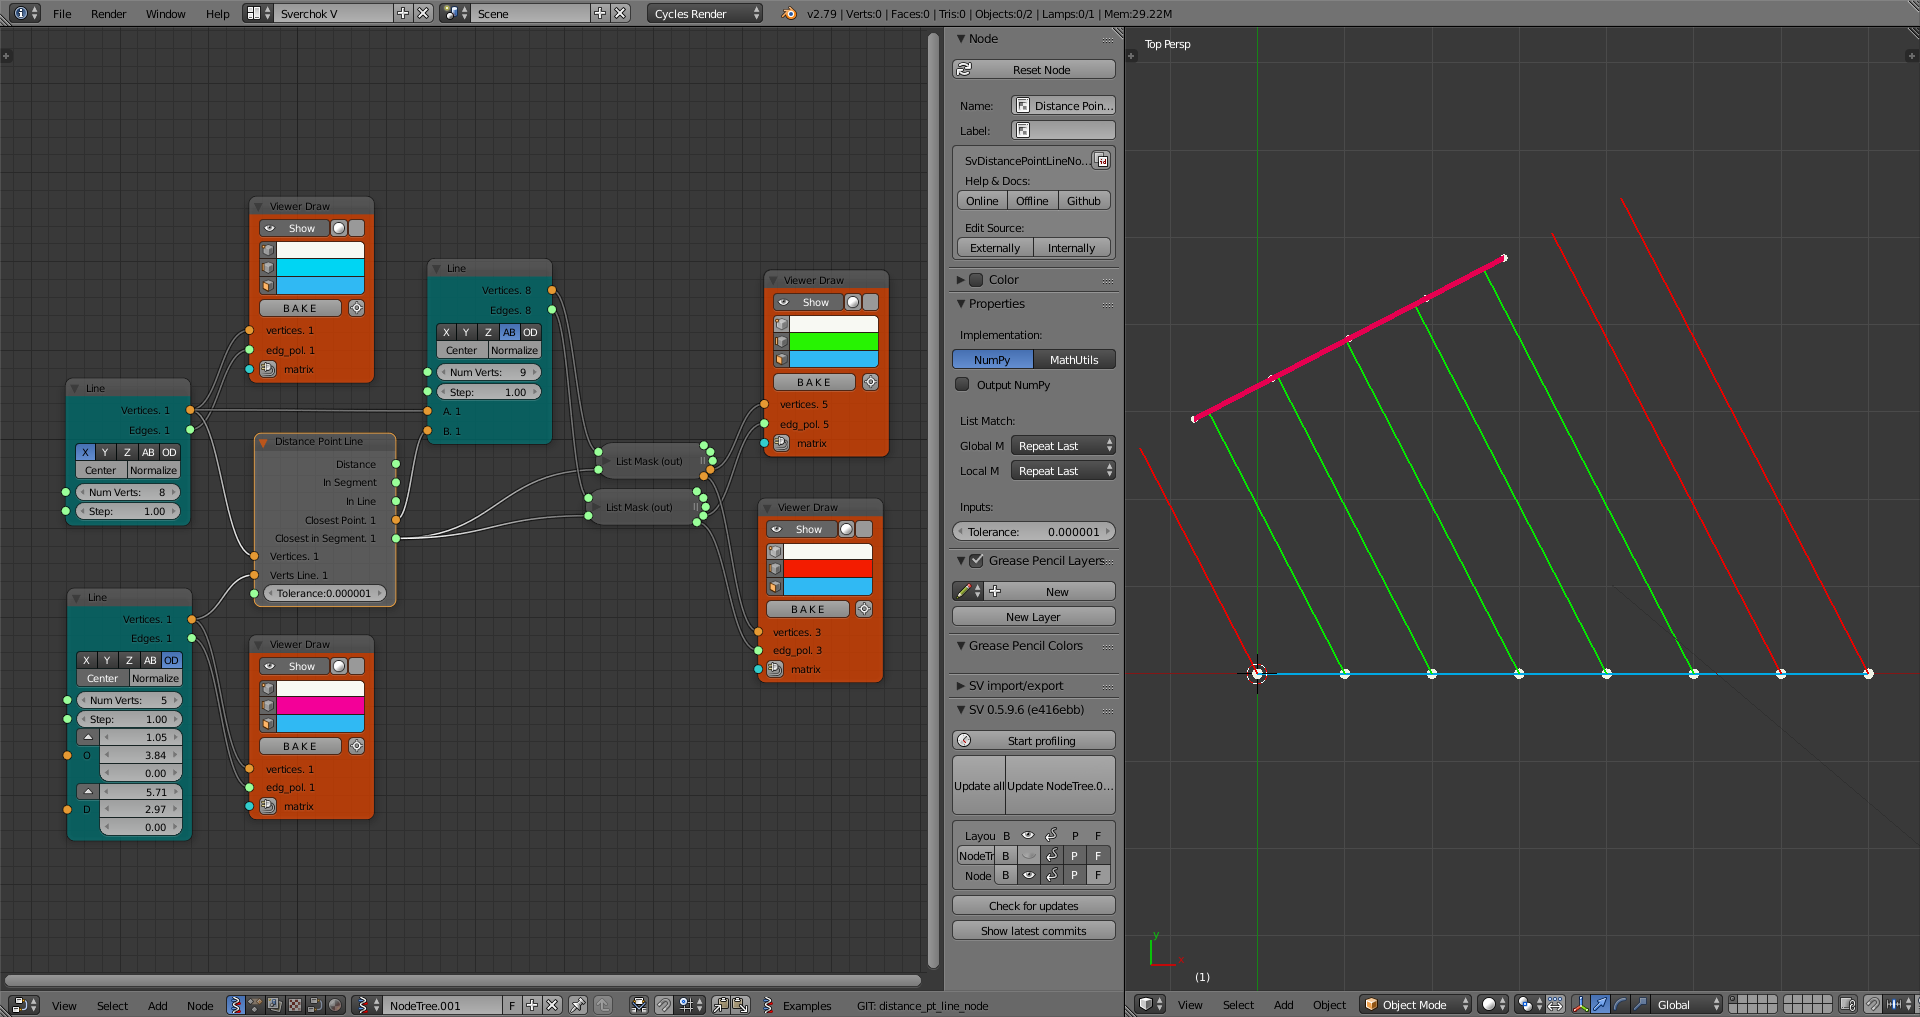 File Render Window Help Sverchok V Scene Cycles Render v2.79 | Verts:0 | Faces:0 | Tris:0 | Objects:0/2 | Lamps:0/1 | Mem:29.22M
Viewer Draw
Show
BAKE
vertices. 1
edg_pol. 1
matrix
Line
Vertices. 1
Edges. 1
X Y Z AB OD
Center Normalize
Num Verts: 8
Step: 1.00
Distance Point Line
Distance
In Segment
In Line
Closest Point. 1
Closest in Segment. 1
Vertices. 1
Verts Line. 1
Tolerance:0.000001
Line
Vertices. 1
Edges. 1
X Y Z AB OD
Center Normalize
Num Verts: 5
Step: 1.00
1.05
O 3.84
0.00
5.71
D 2.97
0.00
Viewer Draw
Show
BAKE
vertices. 1
edg_pol. 1
matrix
Line
Vertices. 8
Edges. 8
X Y Z AB OD
Center Normalize
Num Verts: 9
Step: 1.00
A. 1
B. 1
List Mask (out)
List Mask (out)
Viewer Draw
Show
BAKE
vertices. 5
edg_pol. 5
matrix
Viewer Draw
Show
BAKE
vertices. 3
edg_pol. 3
matrix
Node
Reset Node
Name: Distance Poin...
Label:
SvDistancePointLineNo...
Help & Docs:
Online Offline Github
Edit Source:
Externally Internally
Color
Properties
Implementation:
NumPy MathUtils
Output NumPy
List Match:
Global M Repeat Last
Local M Repeat Last
Inputs:
Tolerance: 0.000001
Grease Pencil Layers
New
New Layer
Grease Pencil Colors
SV import/export
SV 0.5.9.6 (e416ebb)
Start profiling
Update all Update NodeTree.0...
Layou B P F
NodeTr B P F
Node B P F
Check for updates
Show latest commits
Top Persp
y
x
(1)
View Select Add Node NodeTree.001 F Examples GIT: distance_pt_line_node
View Select Add Object Object Mode Global